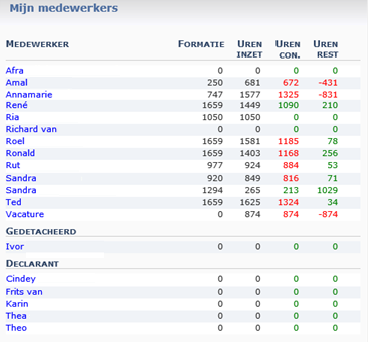 Mijn medewerkers
MEDEWERKER FORMATIE UREN INZET UREN CON. UREN REST
Afra 0 0 0 0
Amal 250 681 672 -431
Annamarie 747 1577 1325 -831
René 1659 1449 1090 210
Ria 1050 1050 0 0
Richard van 0 0 0 0
Roel 1659 1581 1185 78
Ronald 1659 1403 1168 256
Rut 977 924 884 53
Sandra 920 849 816 71
Sandra 1294 265 213 1029
Ted 1659 1625 1324 34
Vacature 0 874 874 -874
GEDETACHEERD
Ivor 0 0 0 0
DECLARANT
Cindey 0 0 0 0
Frits van 0 0 0 0
Karin 0 0 0 0
Thea 0 0 0 0
Theo 0 0 0 0